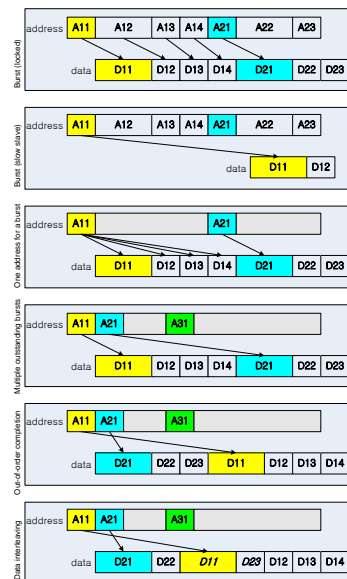 Burst (locked)
address A11 A12 A13 A14 A21 A22 A23
data D11 D12 D13 D14 D21 D22 D23
Burst (slow slave)
address A11 A12 A13 A14 A21 A22 A23
data D11 D12
One address for a burst
address A11 A21
data D11 D12 D13 D14 D21 D22 D23
Multiple outstanding bursts
address A11 A21 A31
data D11 D12 D13 D14 D21 D22 D23
Out-of-order completion
address A11 A21 A31
data D21 D22 D23 D11 D12 D13 D14
Data interleaving
address A11 A21 A31
data D21 D22 D11 D23 D12 D13 D14